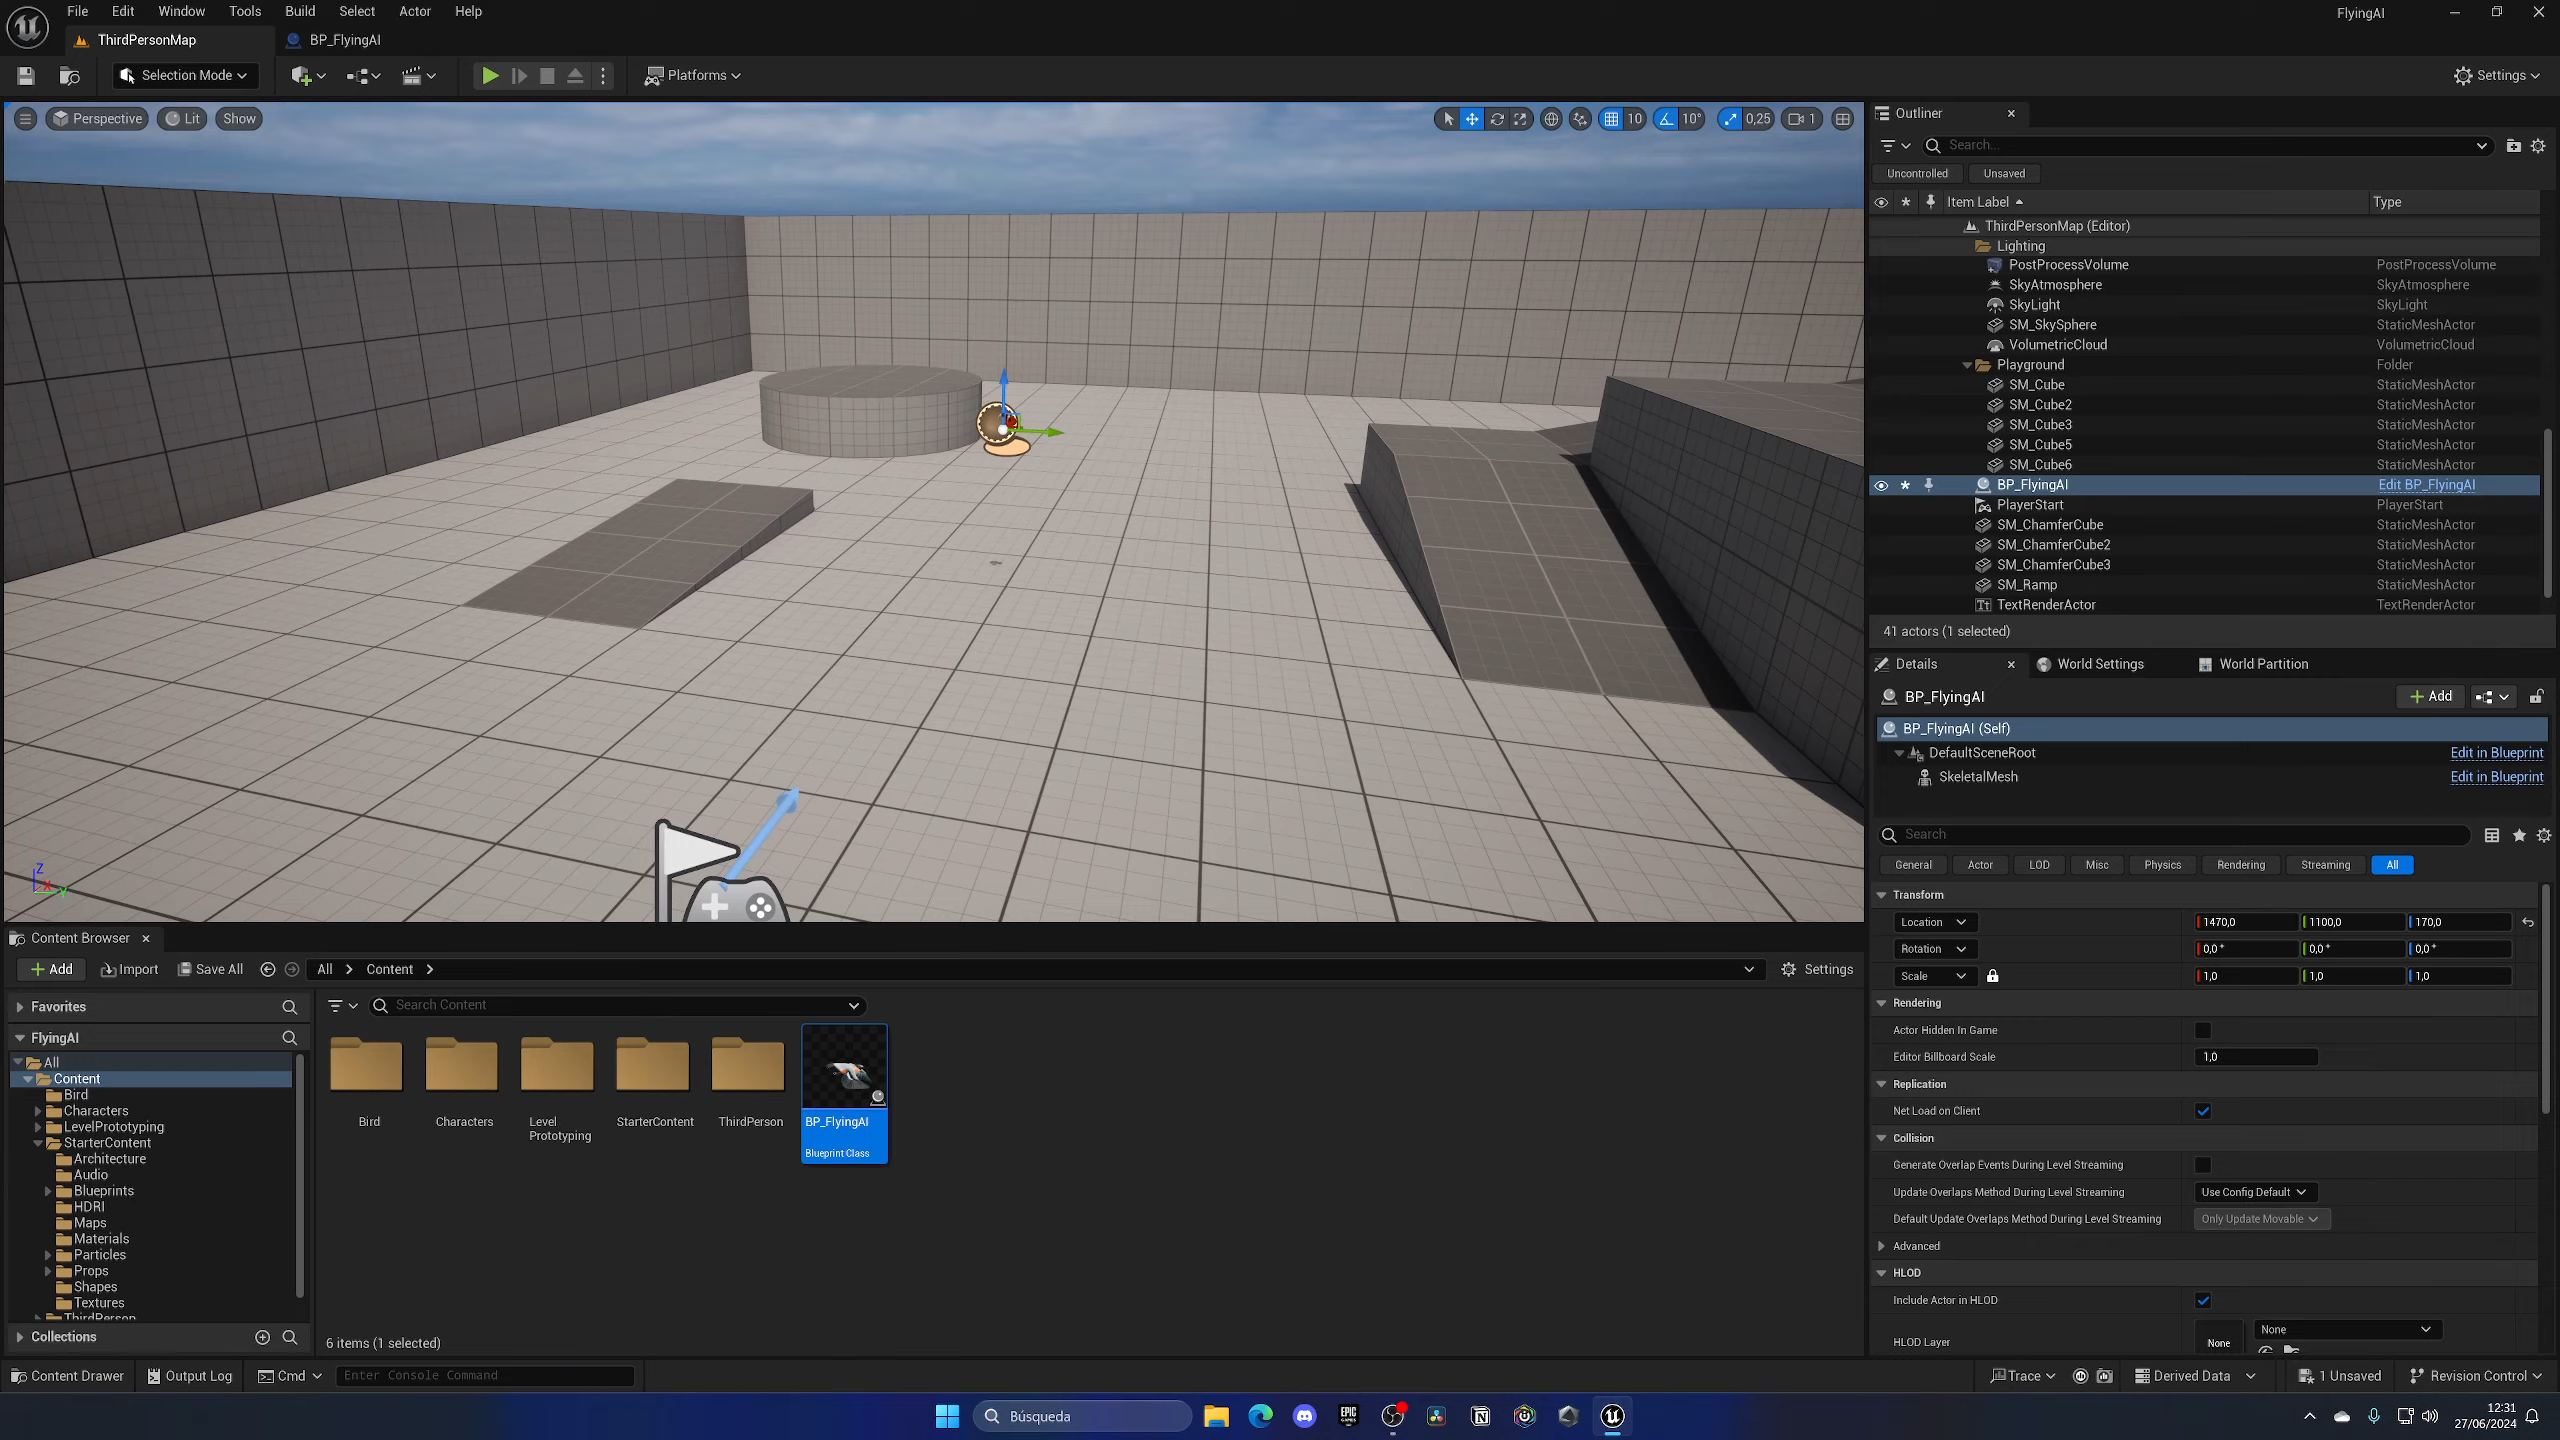 File Edit Window Tools Build Select Actor Help
FlyingAI
ThirdPersonMap
BP_FlyingAI
Selection Mode
Platforms
Settings
Perspective
Lit
Show
10
10°
0,25
1
Outliner
Search...
Uncontrolled
Unsaved
Item Label
Type
ThirdPersonMap (Editor)
Lighting
PostProcessVolume PostProcessVolume
SkyAtmosphere SkyAtmosphere
SkyLight SkyLight
SM_SkySphere StaticMeshActor
VolumetricCloud VolumetricCloud
Playground Folder
SM_Cube StaticMeshActor
SM_Cube2 StaticMeshActor
SM_Cube3 StaticMeshActor
SM_Cube5 StaticMeshActor
SM_Cube6 StaticMeshActor
BP_FlyingAI Edit BP_FlyingAI
PlayerStart PlayerStart
SM_ChamferCube StaticMeshActor
SM_ChamferCube2 StaticMeshActor
SM_ChamferCube3 StaticMeshActor
SM_Ramp StaticMeshActor
TextRenderActor TextRenderActor
41 actors (1 selected)
Details
World Settings
World Partition
BP_FlyingAI
Add
BP_FlyingAI (Self)
DefaultSceneRoot Edit in Blueprint
SkeletalMesh Edit in Blueprint
Search
General Actor LOD Misc Physics Rendering Streaming All
Transform
Location 1470,0 1100,0 170,0
Rotation 0,0 ° 0,0 ° 0,0 °
Scale 1,0 1,0 1,0
Rendering
Actor Hidden In Game
Editor Billboard Scale 1,0
Replication
Net Load on Client
Collision
Generate Overlap Events During Level Streaming
Update Overlaps Method During Level Streaming Use Config Default
Default Update Overlaps Method During Level Streaming Only Update Movable
Advanced
HLOD
Include Actor in HLOD
HLOD Layer None None
Z
X
Y
Content Browser
Add
Import
Save All
All
Content
Settings
Favorites
FlyingAI
All
Content
Bird
Characters
LevelPrototyping
StarterContent
Architecture
Audio
Blueprints
HDRI
Maps
Materials
Particles
Props
Shapes
Textures
ThirdPerson
Collections
Search Content
Bird
Characters
Level
Prototyping
StarterContent
ThirdPerson
BP_FlyingAI
Blueprint Class
6 items (1 selected)
Content Drawer
Output Log
Cmd
Enter Console Command
Trace
Derived Data
1 Unsaved
Revision Control
Búsqueda
EPIC
GAMES
12:31
27/06/2024